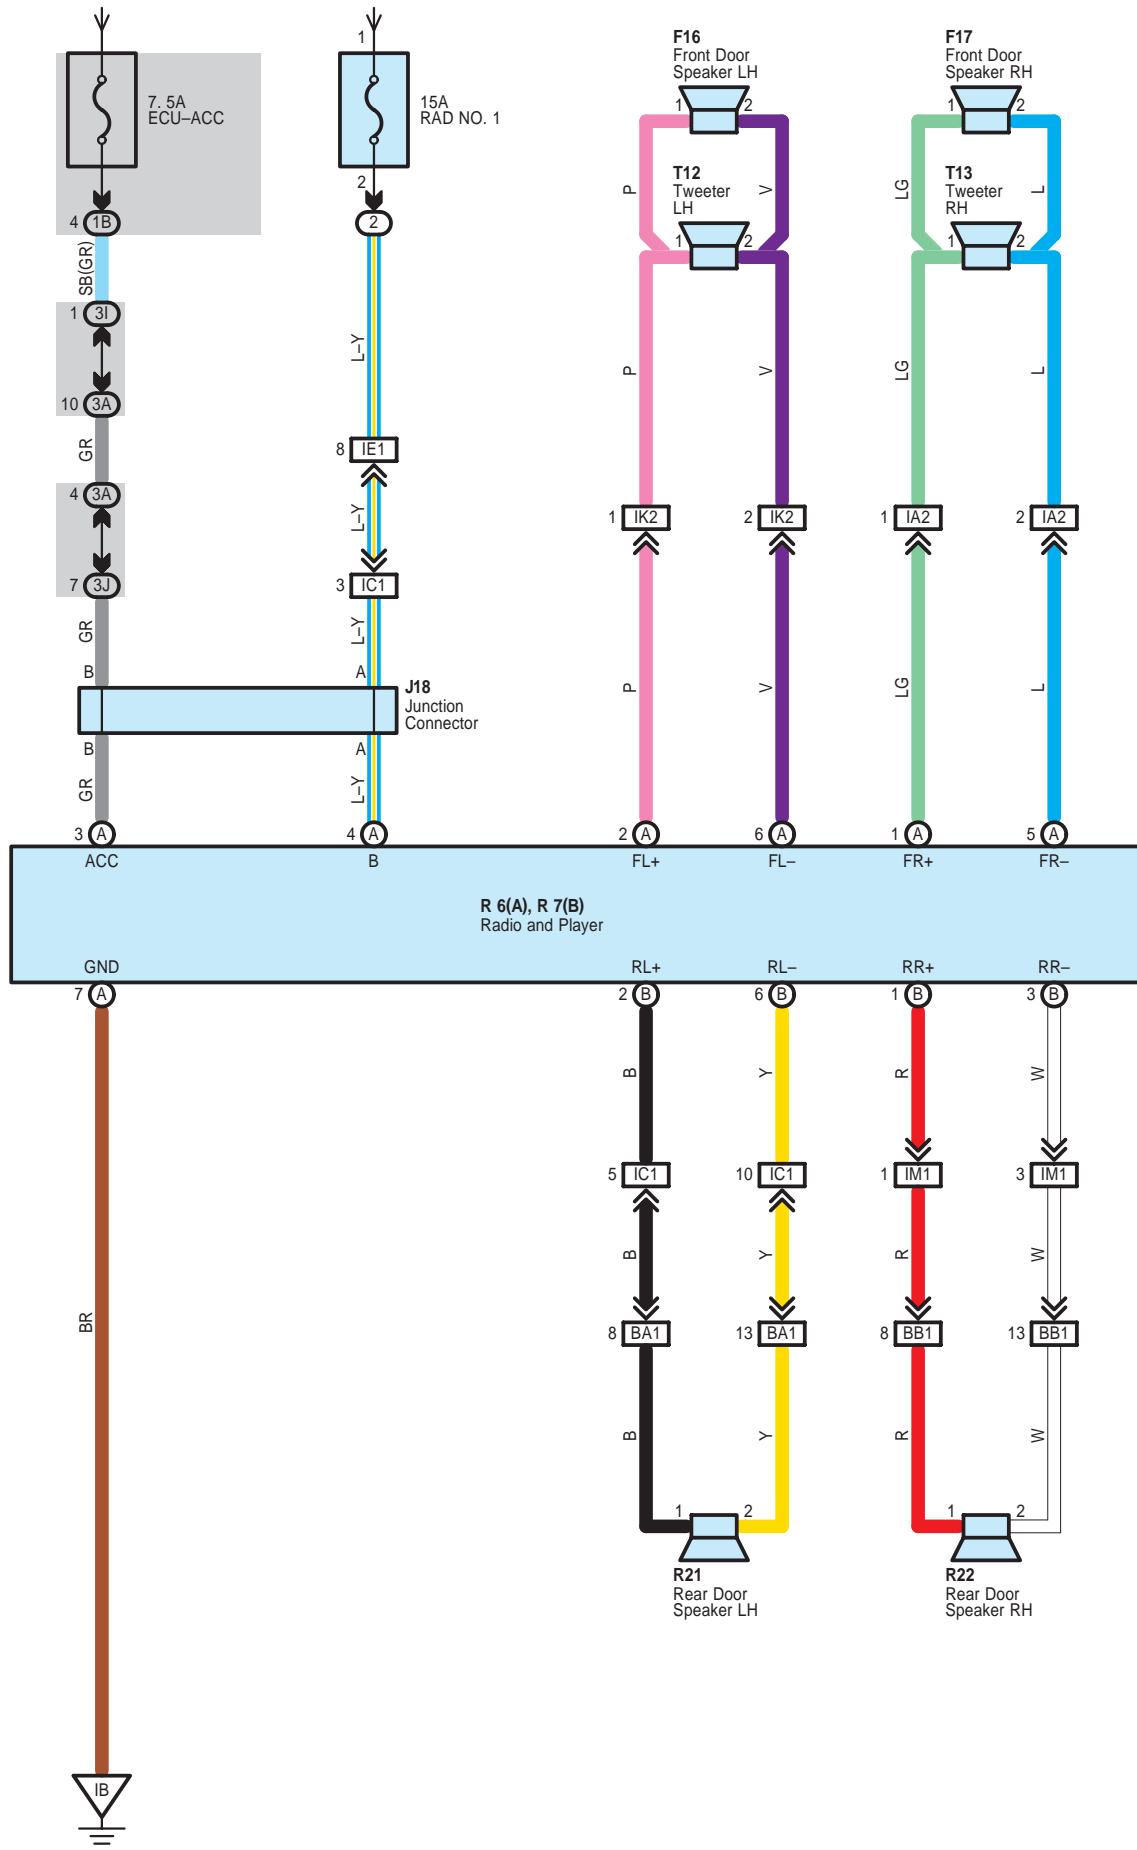 1
7. 5A
ECU–ACC
15A
RAD NO. 1
2
4 1B
2
SB(GR)
1 3I
10 3A
GR
4 3A
7 3J
GR
B
B
GR
L–Y
8 IE1
L–Y
3 IC1
L–Y
A
A
L–Y
J18
Junction
Connector
F16
Front Door
Speaker LH
1 2
P V
T12
Tweeter
LH
1 2
P V
1 IK2
2 IK2
P V
F17
Front Door
Speaker RH
1 2
LG L
T13
Tweeter
RH
1 2
LG L
1 IA2
2 IA2
LG L
3 A
4 A
2 A
6 A
1 A
5 A
ACC B FL+ FL– FR+ FR–
R 6(A), R 7(B)
Radio and Player
GND RL+ RL– RR+ RR–
7 A
2 B
6 B
1 B
3 B
B Y R W
5 IC1
10 IC1
1 IM1
3 IM1
B Y R W
BR
8 BA1
13 BA1
8 BB1
13 BB1
B Y R W
1 2
1 2
R21
Rear Door
Speaker LH
R22
Rear Door
Speaker RH
IB